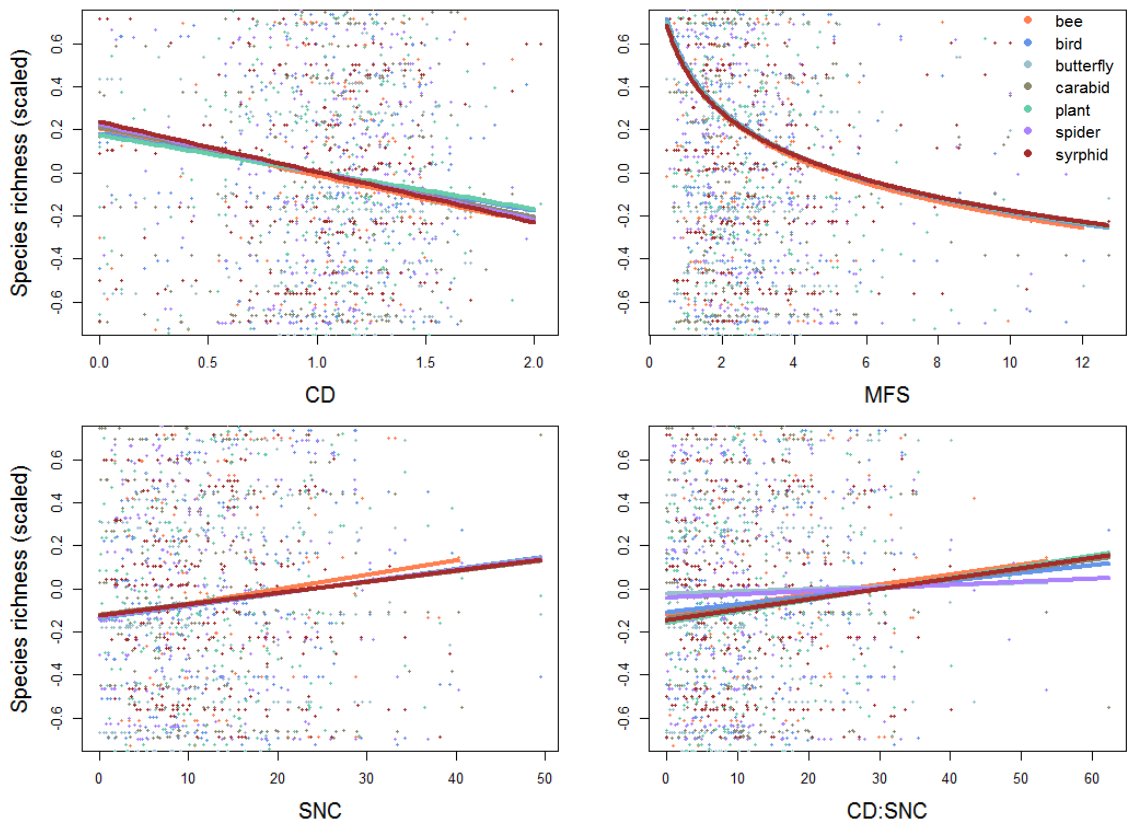 Species richness (scaled)
0.6
0.4
0.2
0.0
-0.2
-0.4
-0.6
0.0 0.5 1.0 1.5 2.0
CD
0.6
0.4
0.2
0.0
-0.2
-0.4
-0.6
0 2 4 6 8 10 12
MFS
bee
bird
butterfly
carabid
plant
spider
syrphid
Species richness (scaled)
0.6
0.4
0.2
0.0
-0.2
-0.4
-0.6
0 10 20 30 40 50
SNC
0.6
0.4
0.2
0.0
-0.2
-0.4
-0.6
0 10 20 30 40 50 60
CD:SNC